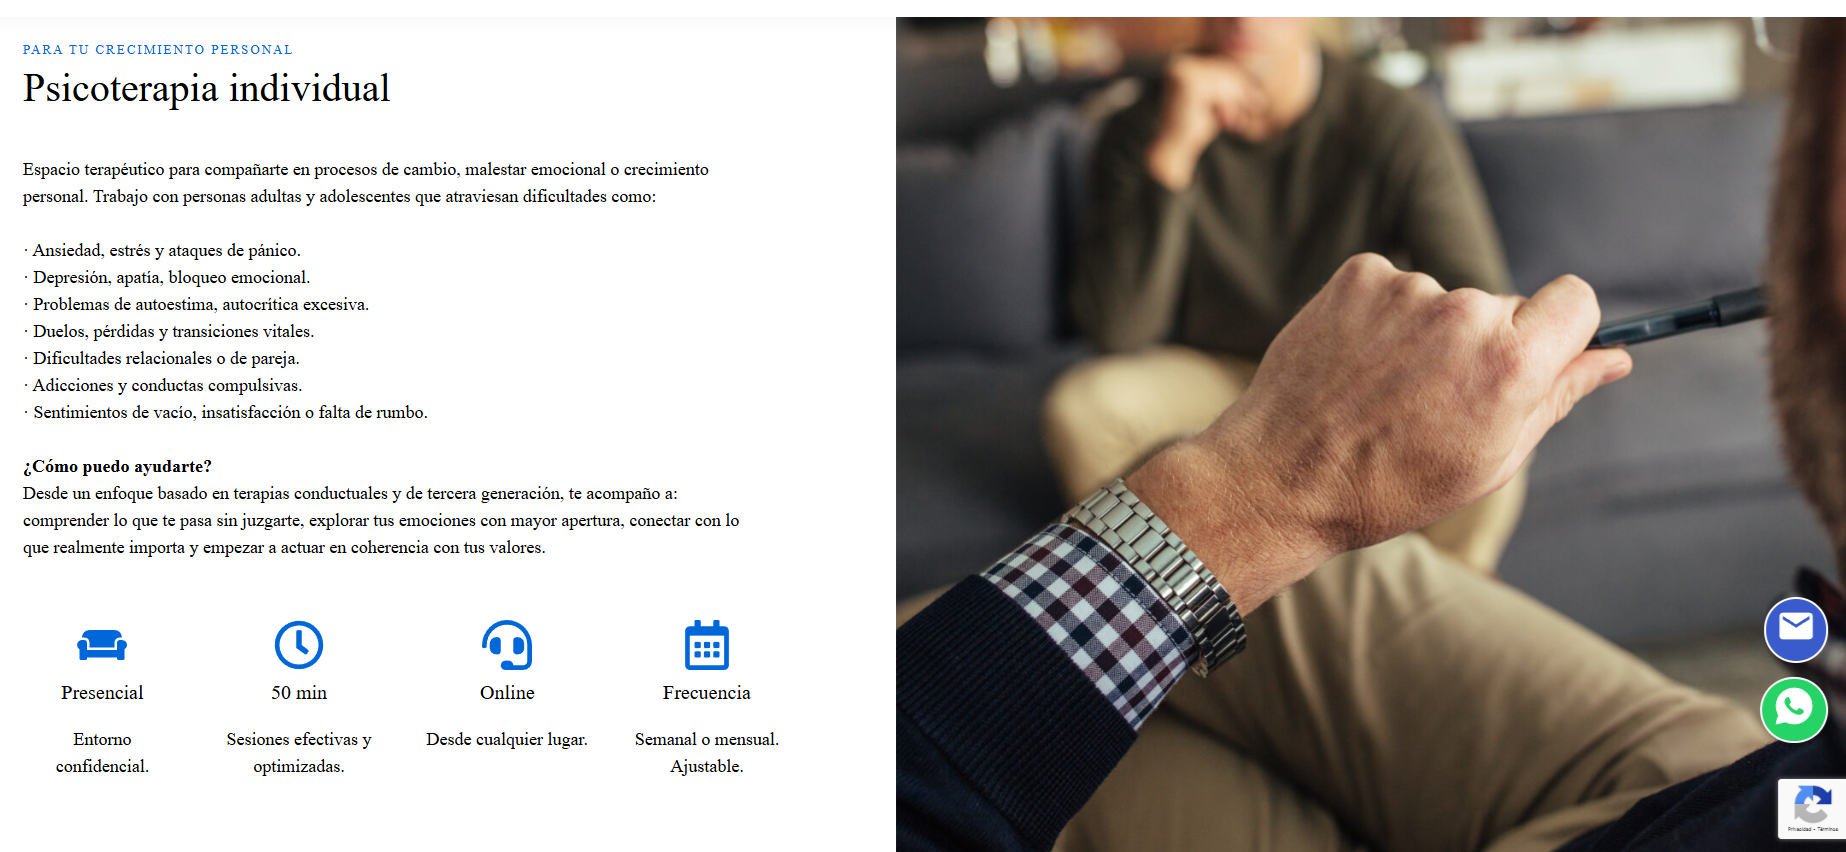 PARA TU CRECIMIENTO PERSONAL
Psicoterapia individual
Espacio terapéutico para compañarte en procesos de cambio, malestar emocional o crecimiento
personal. Trabajo con personas adultas y adolescentes que atraviesan dificultades como:
· Ansiedad, estrés y ataques de pánico.
· Depresión, apatía, bloqueo emocional.
· Problemas de autoestima, autocrítica excesiva.
· Duelos, pérdidas y transiciones vitales.
· Dificultades relacionales o de pareja.
· Adicciones y conductas compulsivas.
· Sentimientos de vacío, insatisfacción o falta de rumbo.
¿Cómo puedo ayudarte?
Desde un enfoque basado en terapias conductuales y de tercera generación, te acompaño a:
comprender lo que te pasa sin juzgarte, explorar tus emociones con mayor apertura, conectar con lo
que realmente importa y empezar a actuar en coherencia con tus valores.
Presencial
Entorno
confidencial.
50 min
Sesiones efectivas y
optimizadas.
Online
Desde cualquier lugar.
Frecuencia
Semanal o mensual.
Ajustable.
Privacidad - Términos